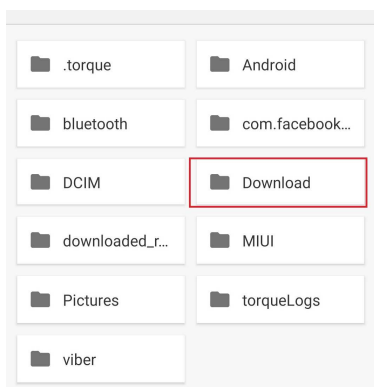 .torque
Android
bluetooth
com.facebook...
DCIM
Download
downloaded_r...
MIUI
Pictures
torqueLogs
viber